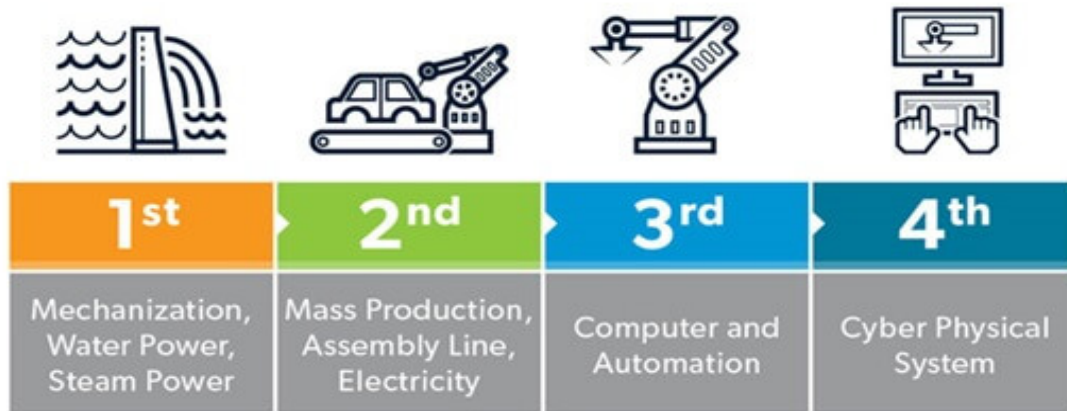 1st
2nd
3rd
4th
Mechanization,
Water Power,
Steam Power
Mass Production,
Assembly Line,
Electricity
Computer and
Automation
Cyber Physical
System